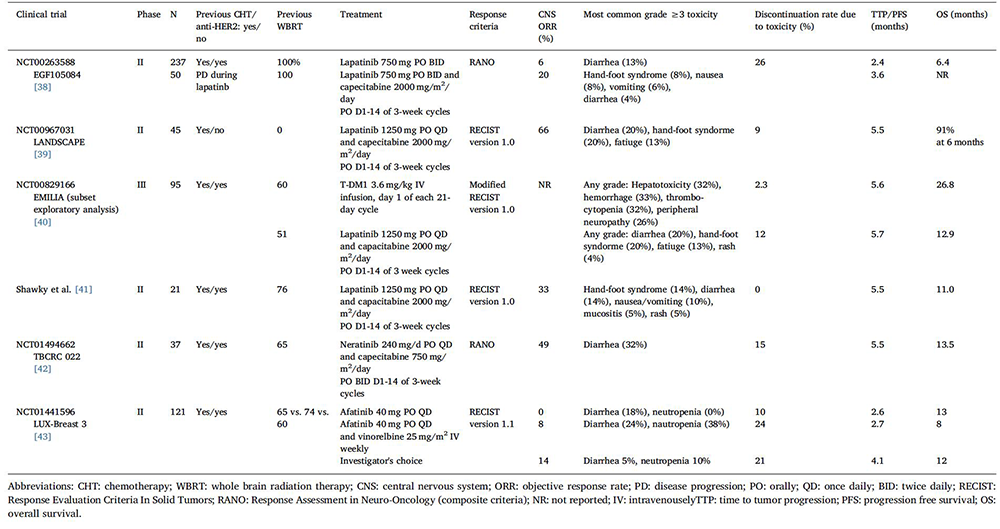 Clinical trial Phase N Previous CHT/ anti-HER2: yes/ no Previous WBRT Treatment Response criteria CNS ORR (%) Most common grade ≥3 toxicity Discontinuation rate due to toxicity (%) TTP/PFS (months) OS (months)
NCT00263588 II 237 Yes/yes 100% Lapatinib 750 mg PO BID RANO 6 Diarrhea (13%) 26 2.4 6.4
EGF105084 50 PD during 100 Lapatinib 750 mg PO BID and 20 Hand-foot syndrome (8%), nausea 3.6 NR
[38] lapatinb capecitabine 2000 mg/m²/ (8%), vomiting (6%),
day diarrhea (4%)
PO D1-14 of 3-week cycles
NCT00967031 II 45 Yes/no 0 Lapatinib 1250 mg PO QD RECIST 66 Diarrhea (20%), hand-foot syndorme 9 5.5 91%
LANDSCAPE and capecitabine 2000 mg/ version 1.0 (20%), fatiuge (13%) at 6 months
[39] m²/day
PO D1-14 of 3-week cycles
NCT00829166 III 95 Yes/yes 60 T-DM1 3.6 mg/kg IV Modified NR Any grade: Hepatotoxicity (32%), 2.3 5.6 26.8
EMILIA (subset infusion, day 1 of each 21- RECIST hemorrhage (33%), thrombo-
exploratory analysis) day cycle version 1.0 cytopenia (32%), peripheral
[40] neuropathy (26%)
51 Lapatinib 1250 mg PO QD Any grade: diarrhea (20%), hand-foot 12 5.7 12.9
and capacitabine 2000 mg/ syndorme (20%), fatiuge (13%), rash
m²/day (4%)
PO D1-14 of 3 week cycles
Shawky et al. [41] II 21 Yes/yes 76 Lapatinib 1250 mg PO QD RECIST 33 Hand-foot syndrome (14%), diarrhea 0 5.5 11.0
and capacitabine 2000 mg/ version 1.0 (14%), nausea/vomiting (10%),
m²/day mucositis (5%), rash (5%)
PO D1-14 of 3-week cycles
NCT01494662 II 37 Yes/yes 65 Neratinib 240 mg/d PO QD RANO 49 Diarrhea (32%) 15 5.5 13.5
TBCRC 022 and capecitabine 750 mg/
[42] m²/day
PO BID D1-14 of 3-week
cycles
NCT01441596 II 121 Yes/yes 65 vs. 74 vs. Afatinib 40 mg PO QD RECIST 0 Diarrhea (18%), neutropenia (0%) 10 2.6 13
LUX-Breast 3 60 Afatinib 40 mg PO QD version 1.1 8 Diarrhea (24%), nautropenia (38%) 24 2.7 8
[43] and vinorelbine 25 mg/m² IV
weekly
Investigator's choice 14 Diarrhea 5%, neutropenia 10% 21 4.1 12
Abbreviations: CHT: chemotherapy; WBRT: whole brain radiation therapy; CNS: central nervous system; ORR: objective response rate; PD: disease progression; PO: orally; QD: once daily; BID: twice daily; RECIST:
Response Evaluation Criteria In Solid Tumors; RANO: Response Assessment in Neuro-Oncology (composite criteria); NR: not reported; IV: intravenouslyTTP: time to tumor progression; PFS: progression free survival; OS:
overall survival.